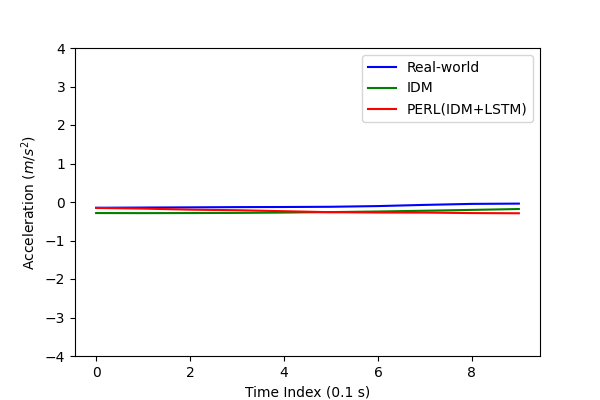 4
3
2
1
0
−1
−2
−3
−4
Acceleration (m/s²)
Real-world
IDM
PERL(IDM+LSTM)
0 2 4 6 8
Time Index (0.1 s)